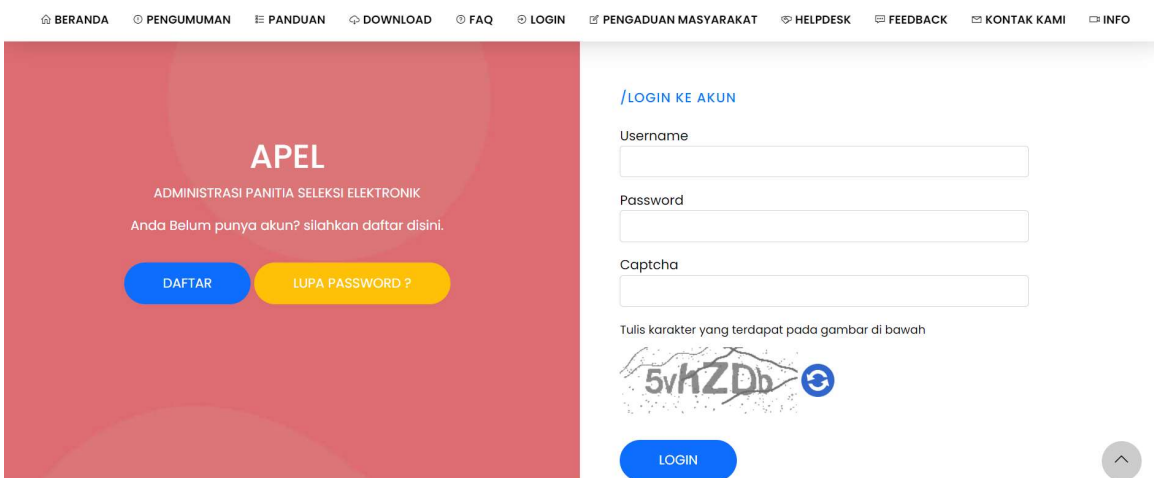 BERANDA PENGUMUMAN PANDUAN DOWNLOAD FAQ LOGIN PENGADUAN MASYARAKAT HELPDESK FEEDBACK KONTAK KAMI INFO
APEL
ADMINISTRASI PANITIA SELEKSI ELEKTRONIK
Anda Belum punya akun? silahkan daftar disini.
DAFTAR LUPA PASSWORD ?
/LOGIN KE AKUN
Username
Password
Captcha
Tulis karakter yang terdapat pada gambar di bawah
5vhZDb
LOGIN